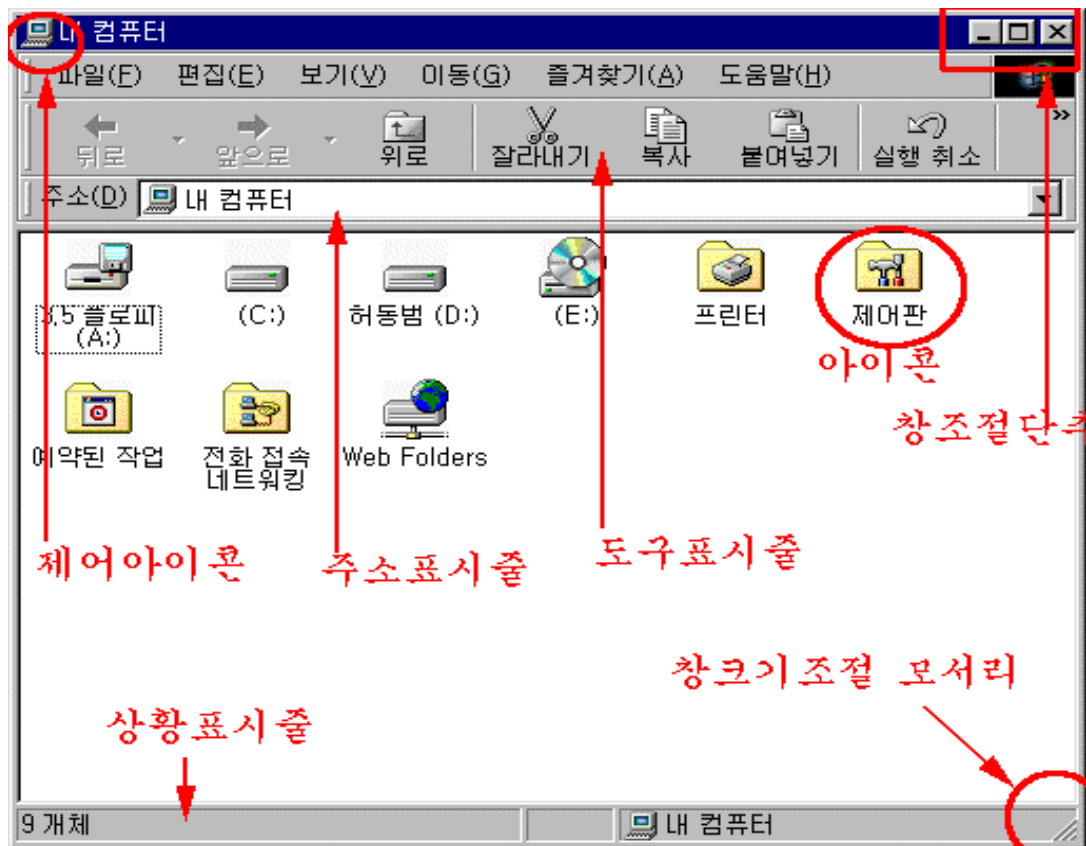 내 컴퓨터
파일(F) 편집(E) 보기(V) 이동(G) 즐겨찾기(A) 도움말(H)
뒤로 앞으로 위로 잘라내기 복사 붙여넣기 실행 취소 »
주소(D) 내 컴퓨터
3.5 플로피 (C:) 허동범 (D:) (E:) 프린터 제어판
(A:)
아이콘
창조절단추
예약된 작업 전화 접속 Web Folders
네트워킹
제어아이콘 주소표시줄 도구표시줄
창크기조절 모서리
상황표시줄
9 개체 내 컴퓨터